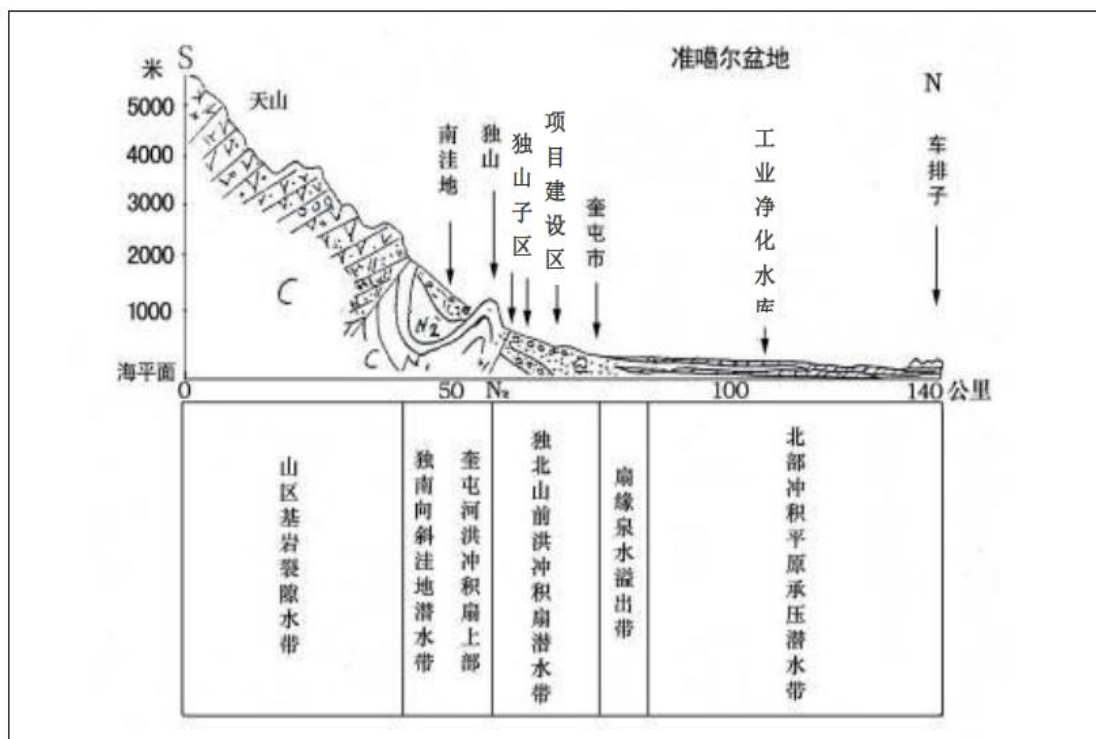 S
米
准噶尔盆地
N
天山
5000
4000
3000
2000
1000
海平面
南洼地
独山
独山子区
项目建设区
奎屯市
工业净化水库
车排子
C
C
N₁
N₂
Q
0
50
N₂
100
140 公里
山区基岩裂隙水带
独南向斜洼地潜水带
奎屯河洪冲积扇上部
独北山前洪冲积扇潜水带
扇缘泉水溢出带
北部冲积平原承压潜水带